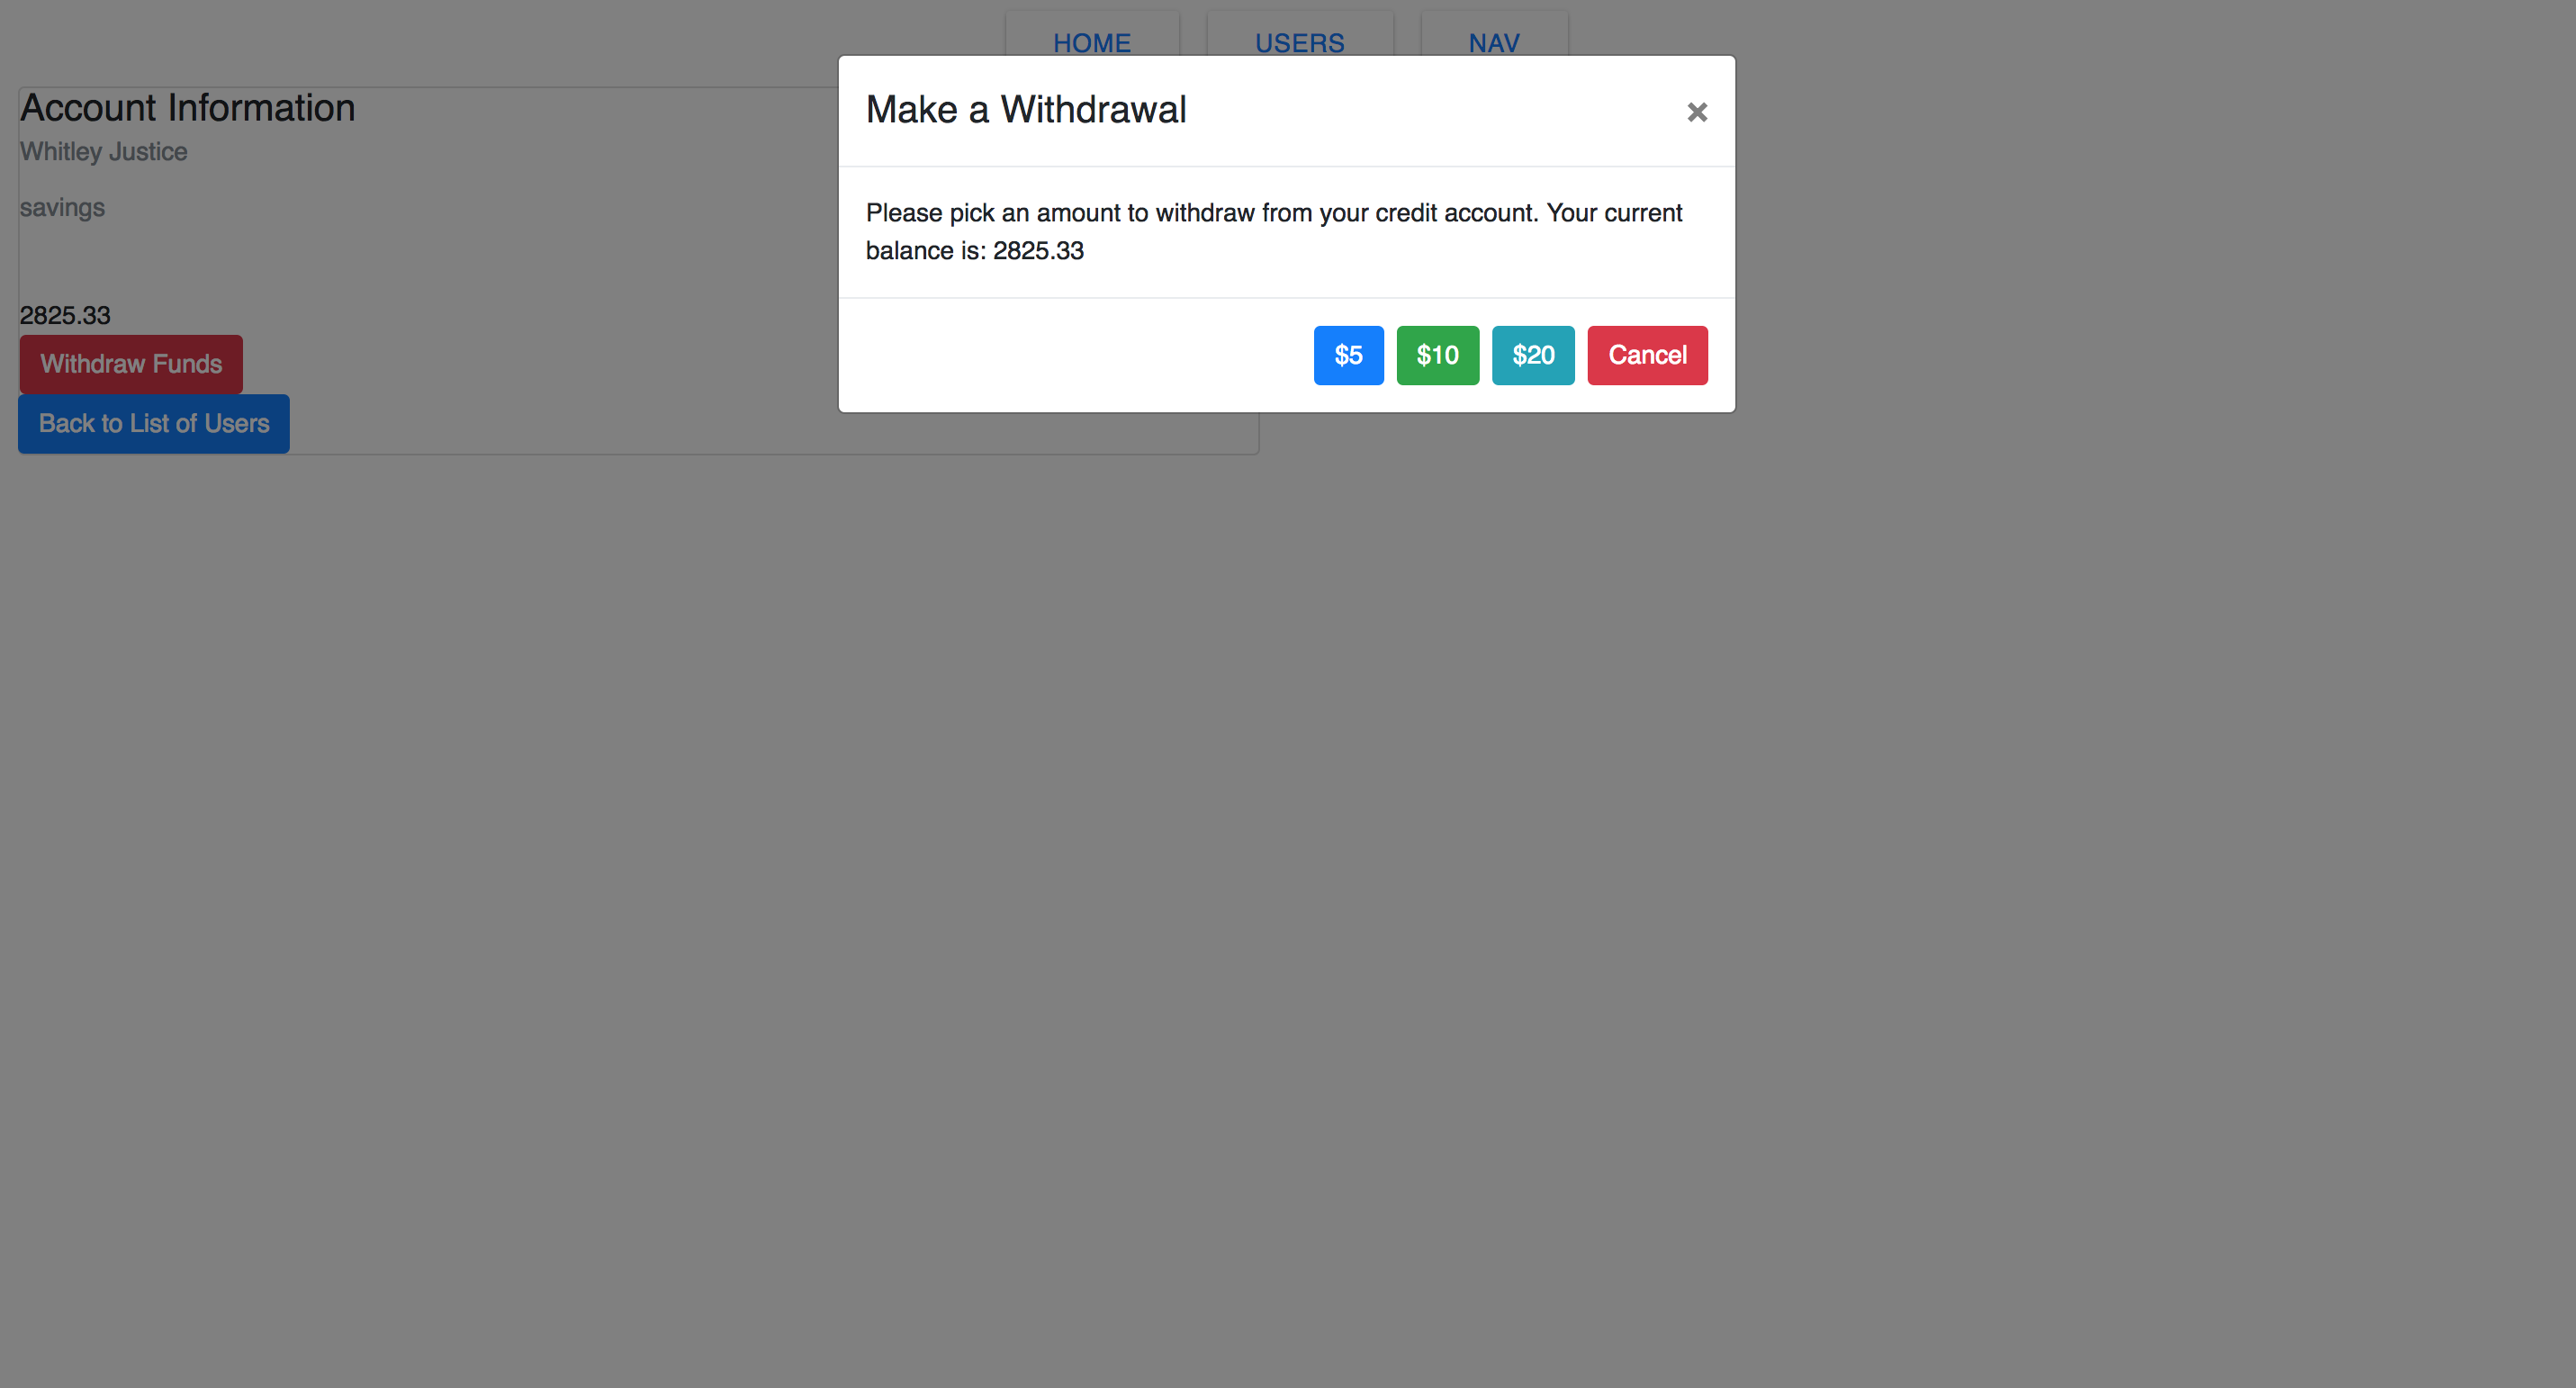 HOME USERS NAV
Account Information
Whitley Justice
savings
2825.33
Withdraw Funds
Back to List of Users
Make a Withdrawal
×
Please pick an amount to withdraw from your credit account. Your current
balance is: 2825.33
$5 $10 $20 Cancel